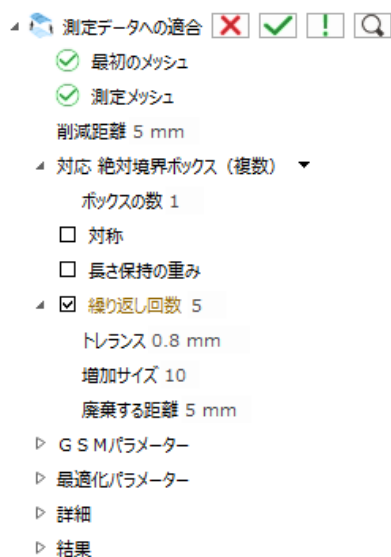 測定データへの適合
最初のメッシュ
測定メッシュ
削減距離 5 mm
対応 絶対境界ボックス（複数）
ボックスの数 1
対称
長さ保持の重み
繰り返し回数 5
トレランス 0.8 mm
増加サイズ 10
廃棄する距離 5 mm
ＧＳＭパラメーター
最適化パラメーター
詳細
結果